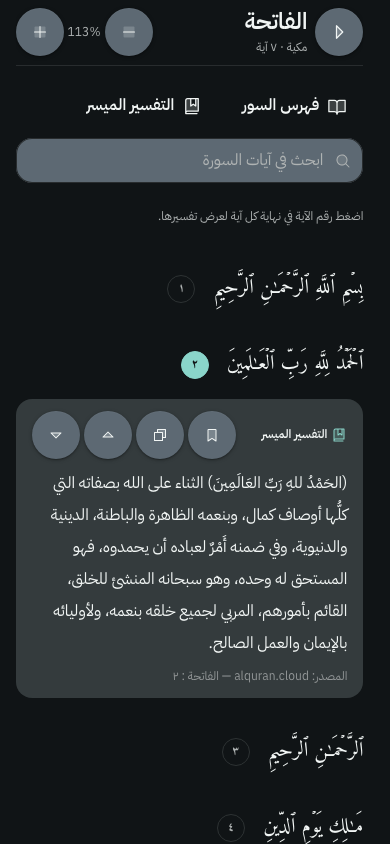 الفاتحة
مكية · ٧ آية
113%
فهرس السور
التفسير الميسر
ابحث في آيات السورة
اضغط رقم الآية في نهاية كل آية لعرض تفسيرها.
بِسْمِ ٱللَّهِ ٱلرَّحْمَـٰنِ ٱلرَّحِيمِ ١
ٱلْحَمْدُ لِلَّهِ رَبِّ ٱلْعَـٰلَمِينَ ٢
التفسير الميسر
(الحَمْدُ للهِ رَبِّ العَالَمِينَ) الثناء على الله بصفاته التي
كلُّها أوصاف كمال، وبنعمه الظاهرة والباطنة، الدينية
والدنيوية، وفي ضمنه أَمْرٌ لعباده أن يحمدوه، فهو
المستحق له وحده، وهو سبحانه المنشئ للخلق،
القائم بأمورهم، المربي لجميع خلقه بنعمه، ولأوليائه
بالإيمان والعمل الصالح.
المصدر: alquran.cloud — الفاتحة : ٢
ٱلرَّحْمَـٰنِ ٱلرَّحِيمِ ٣
مَـٰلِكِ يَوْمِ ٱلدِّينِ ٤